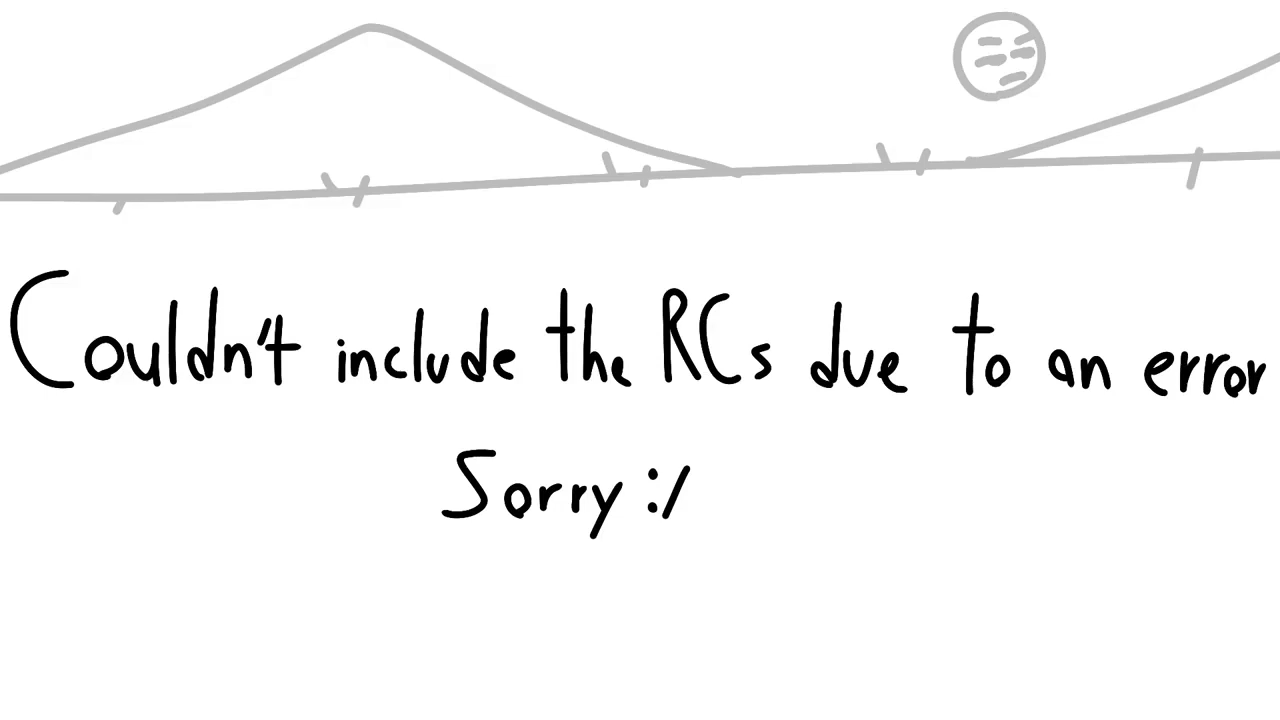 Couldn't include the RCs due to an error
Sorry :/